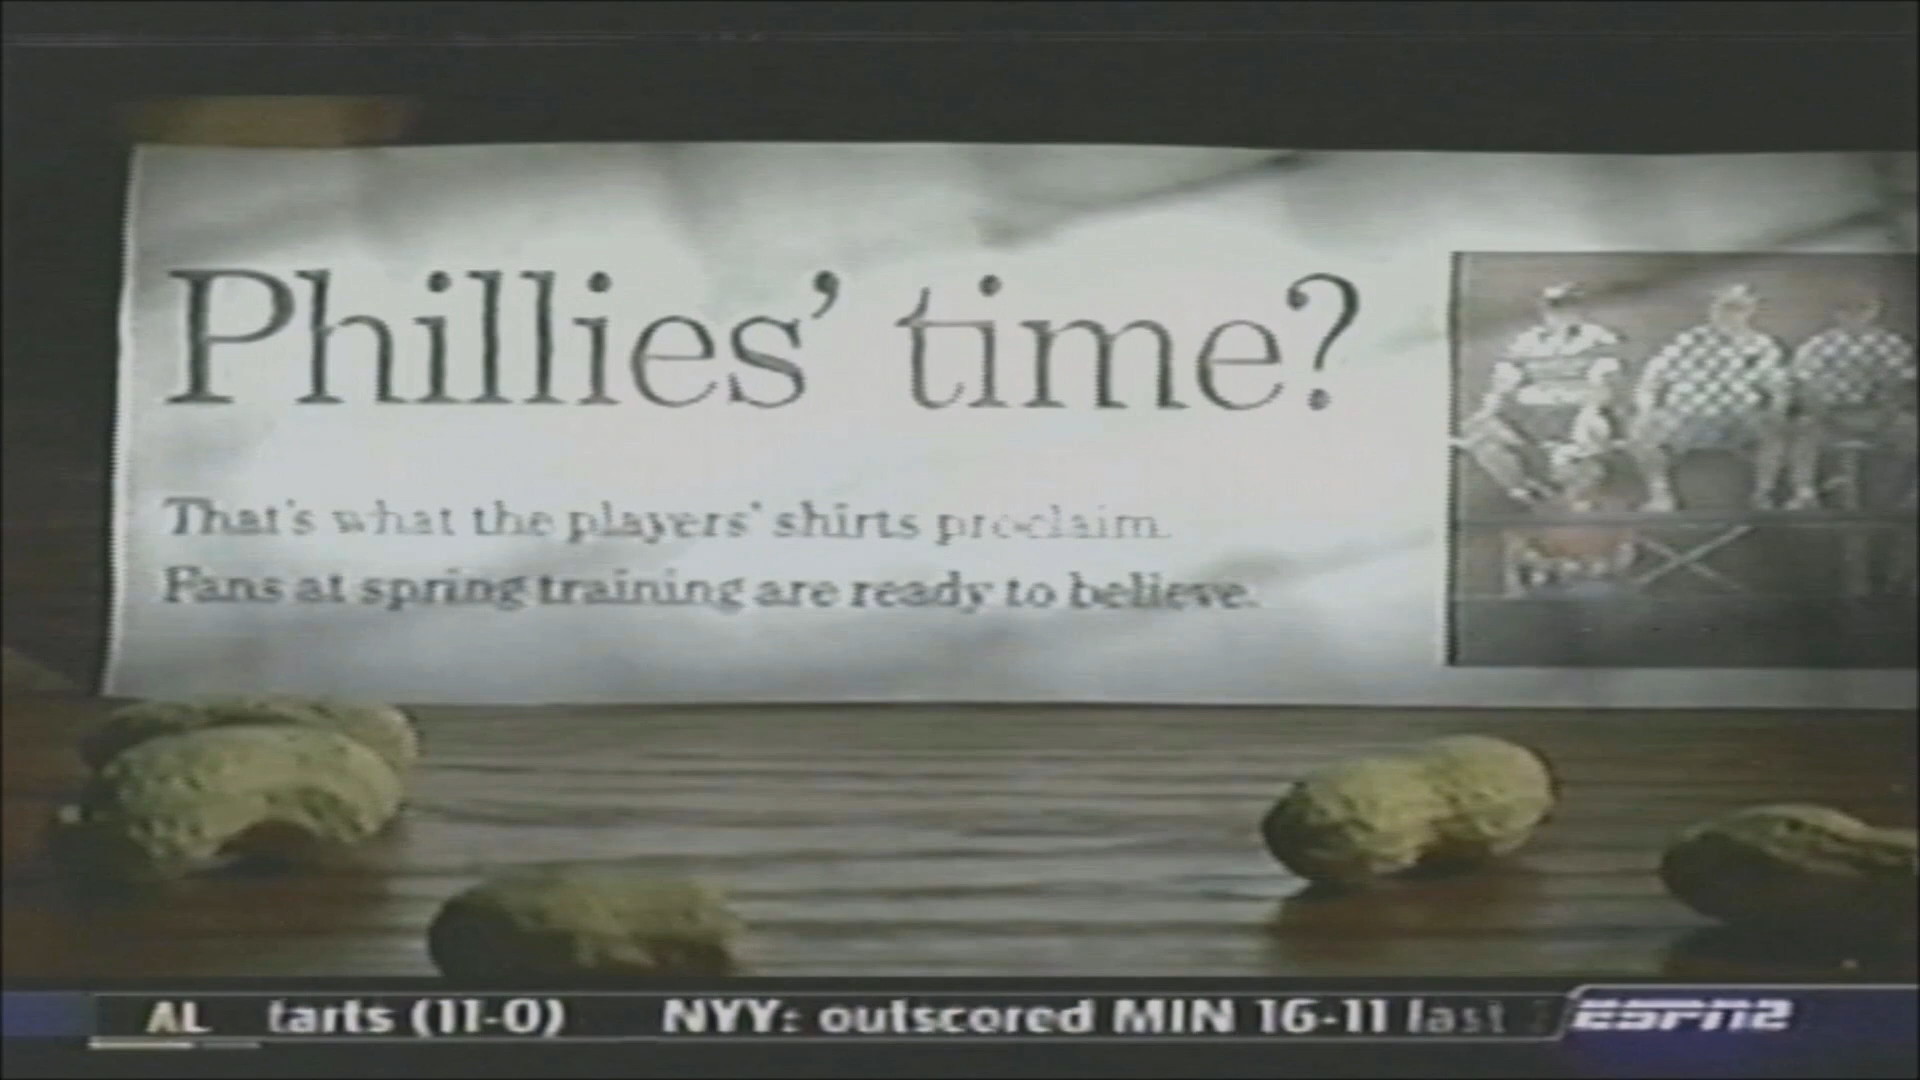 Phillies' time?
That's what the players' shirts proclaim.
Fans at spring training are ready to believe.
AL tarts (11-0) NYY: outscored MIN 16-11 last
ESPN2